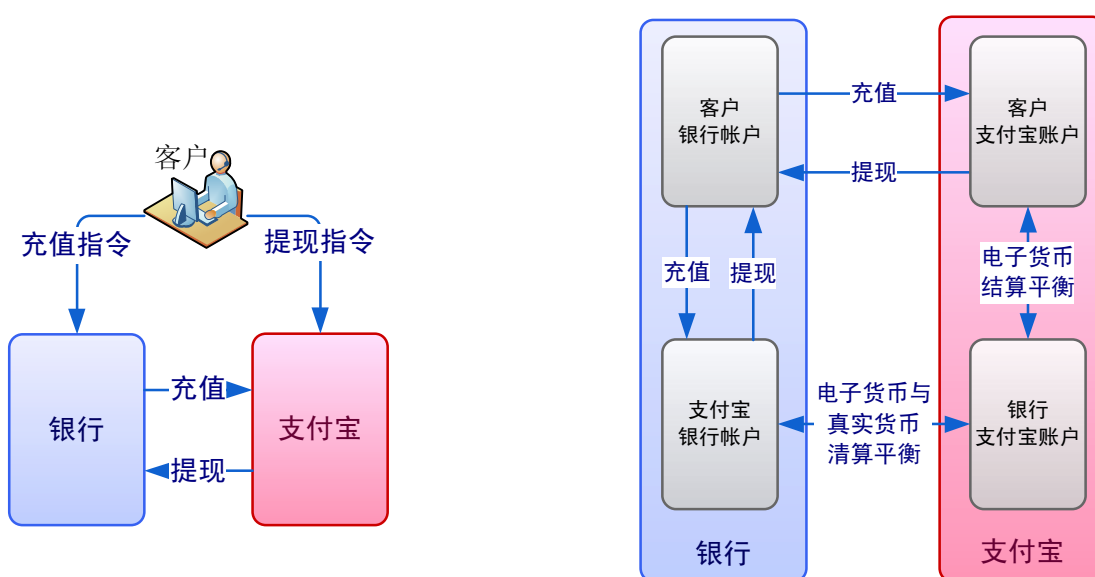 客户
充值指令
提现指令
银行
充值
提现
支付宝
客户
银行帐户
充值
提现
客户
支付宝账户
充值
提现
电子货币
结算平衡
支付宝
银行帐户
电子货币与
真实货币
清算平衡
银行
支付宝账户
银行
支付宝